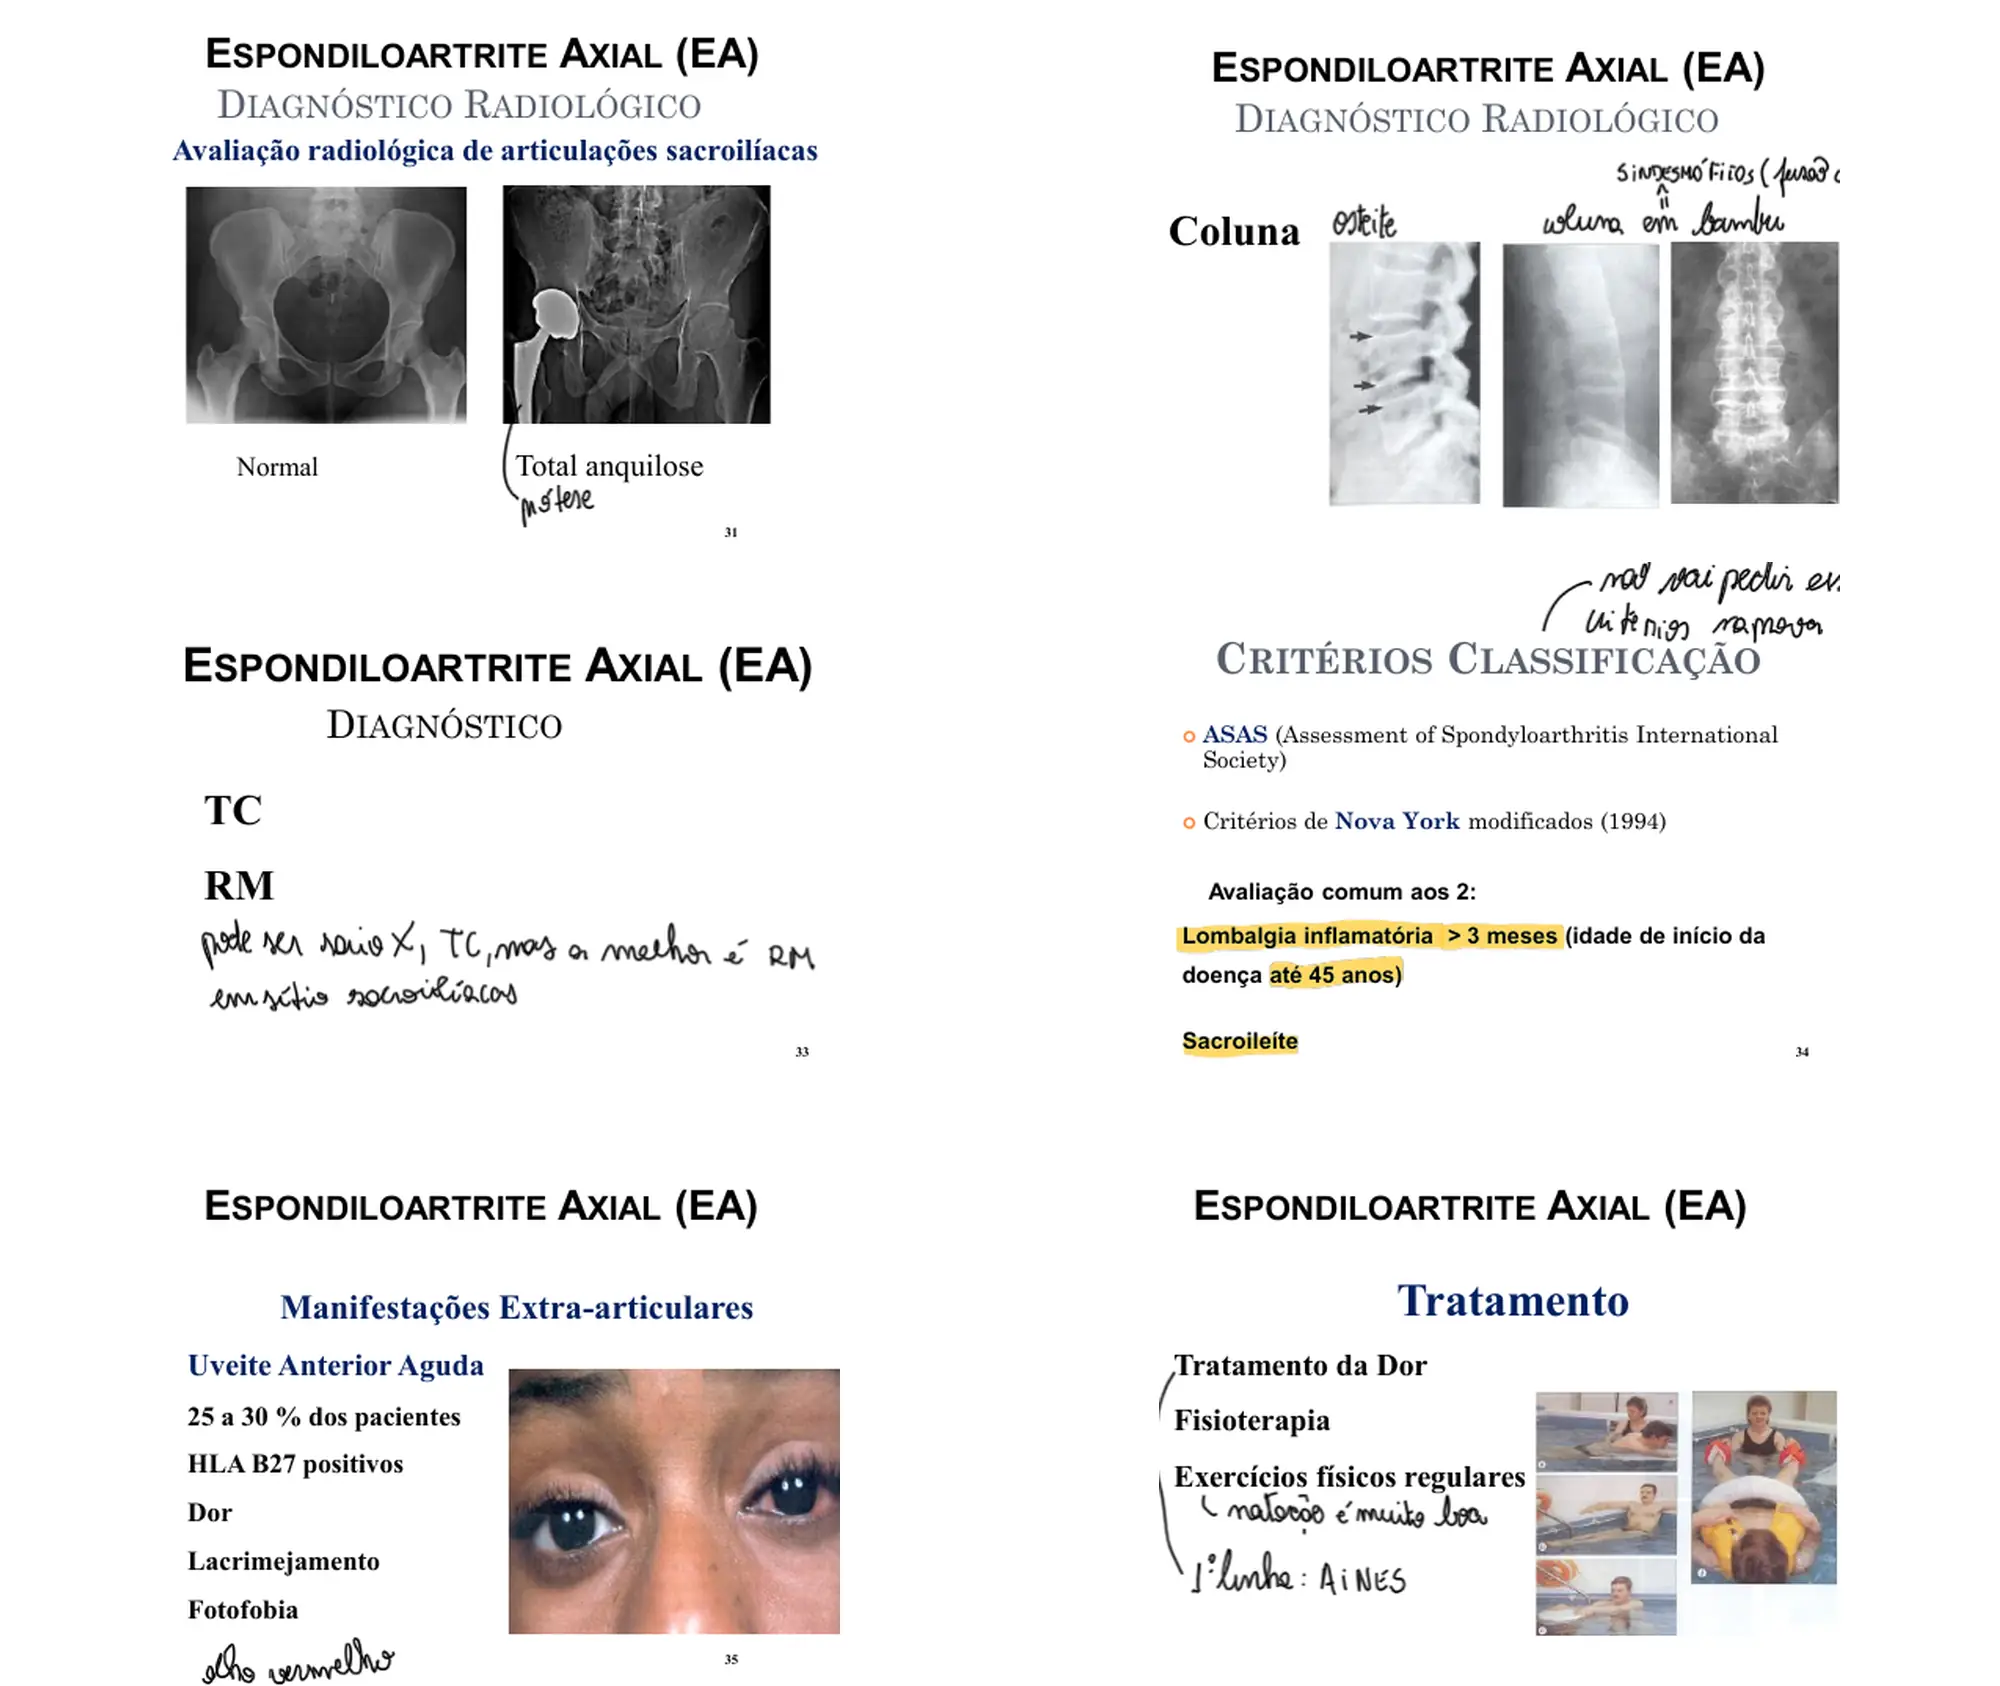 ESPONDILOARTRITE AXIAL (EA)
DIAGNÓSTICO RADIOLÓGICO
Avaliação radiológica de articulações sacroilíacas
Normal
Total anquilose
prótese
31
ESPONDILOARTRITE AXIAL (EA)
DIAGNÓSTICO RADIOLÓGICO
SINDESMÓFITOS (fusão
Coluna
osteite
coluna em bambu
ESPONDILOARTRITE AXIAL (EA)
DIAGNÓSTICO
TC
RM
pode ser raio X, TC, mas a melhor é RM
em sítio sacroilíacas
33
não vai pedir
critérios na prova
CRITÉRIOS CLASSIFICAÇÃO
ASAS (Assessment of Spondyloarthritis International
Society)
Critérios de Nova York modificados (1994)
Avaliação comum aos 2:
Lombalgia inflamatória > 3 meses (idade de início da
doença até 45 anos)
Sacroileíte
34
ESPONDILOARTRITE AXIAL (EA)
Manifestações Extra-articulares
Uveite Anterior Aguda
25 a 30 % dos pacientes
HLA B27 positivos
Dor
Lacrimejamento
Fotofobia
olho vermelho
35
ESPONDILOARTRITE AXIAL (EA)
Tratamento
Tratamento da Dor
Fisioterapia
Exercícios físicos regulares
natação é muito boa
1º linha: AINES